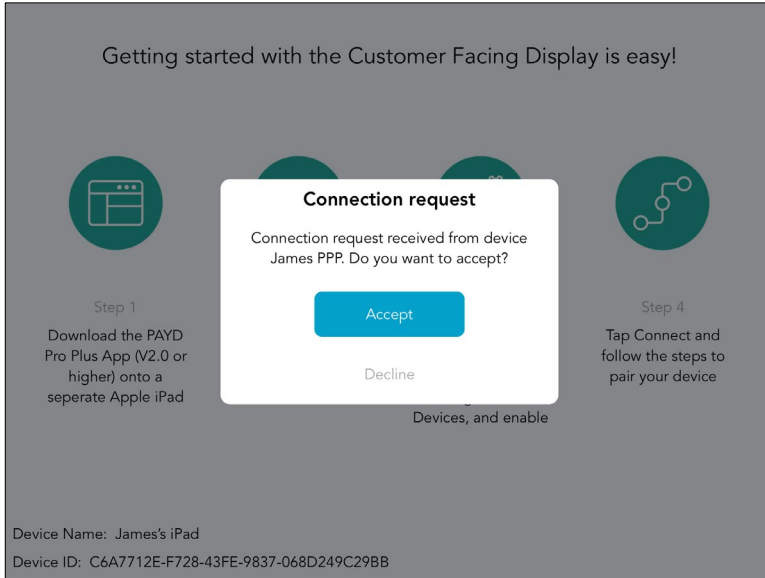 Getting started with the Customer Facing Display is easy!
Connection request
Connection request received from device
James PPP. Do you want to accept?
Accept
Decline
Step 1
Download the PAYD
Pro Plus App (V2.0 or
higher) onto a
seperate Apple iPad
Devices, and enable
Step 4
Tap Connect and
follow the steps to
pair your device
Device Name: James's iPad
Device ID: C6A7712E-F728-43FE-9837-068D249C29BB